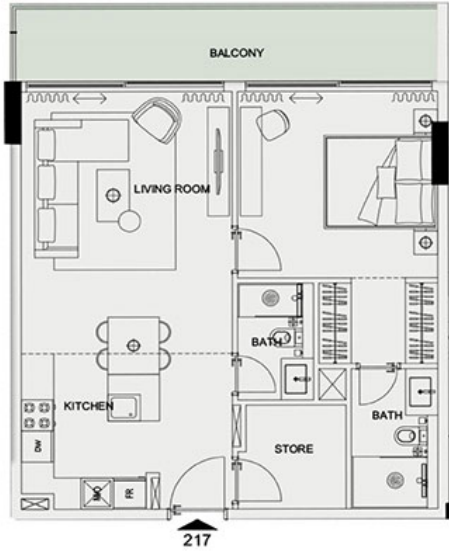 BALCONY
LIVING ROOM
BATH
KITCHEN
BATH
DW
STORE
MO
FR
217